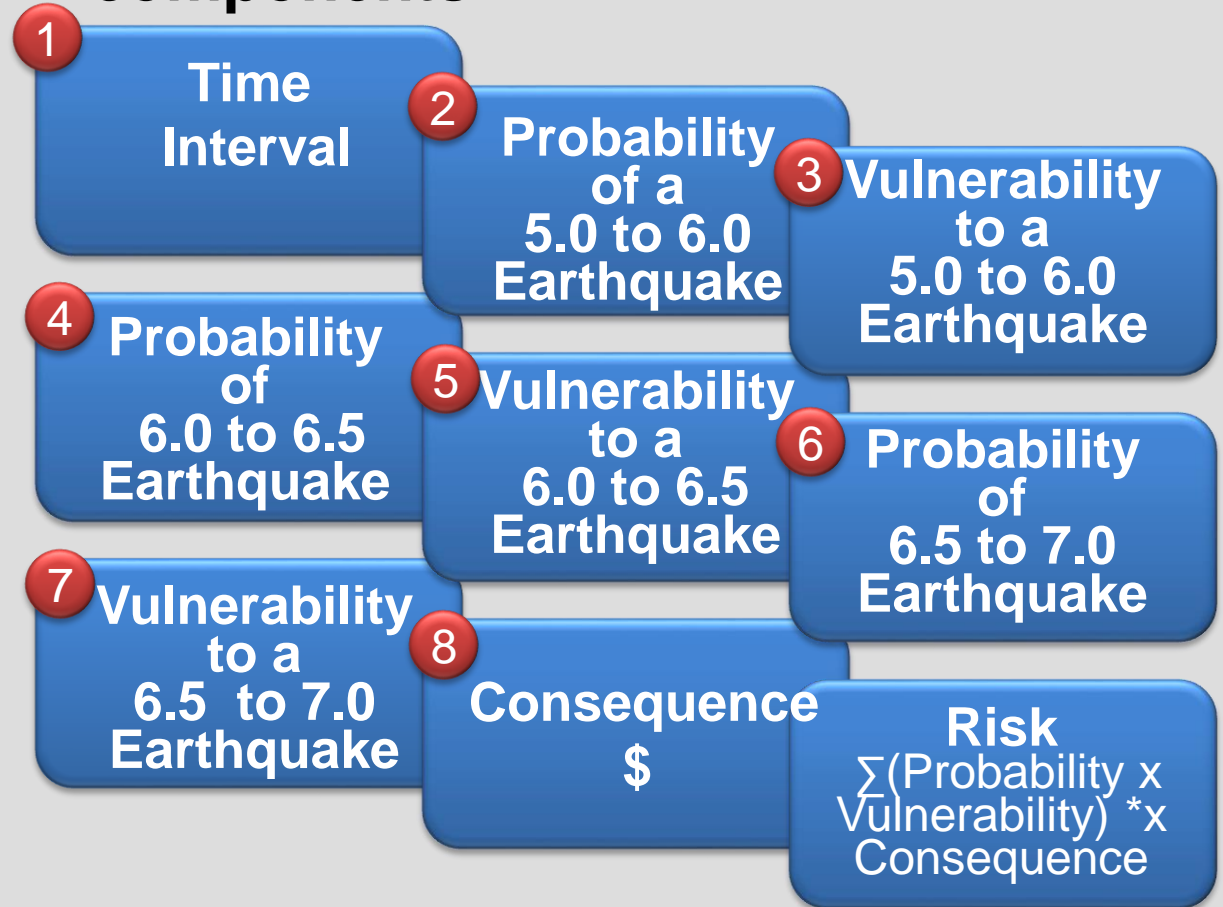 1
Time
Interval
2
Probability
of a
5.0 to 6.0
Earthquake
3
Vulnerability
to a
5.0 to 6.0
Earthquake
4
Probability
of
6.0 to 6.5
Earthquake
5
Vulnerability
to a
6.0 to 6.5
Earthquake
6
Probability
of
6.5 to 7.0
Earthquake
7
Vulnerability
to a
6.5 to 7.0
Earthquake
8
Consequence
$
Risk
∑(Probability x
Vulnerability) *x
Consequence